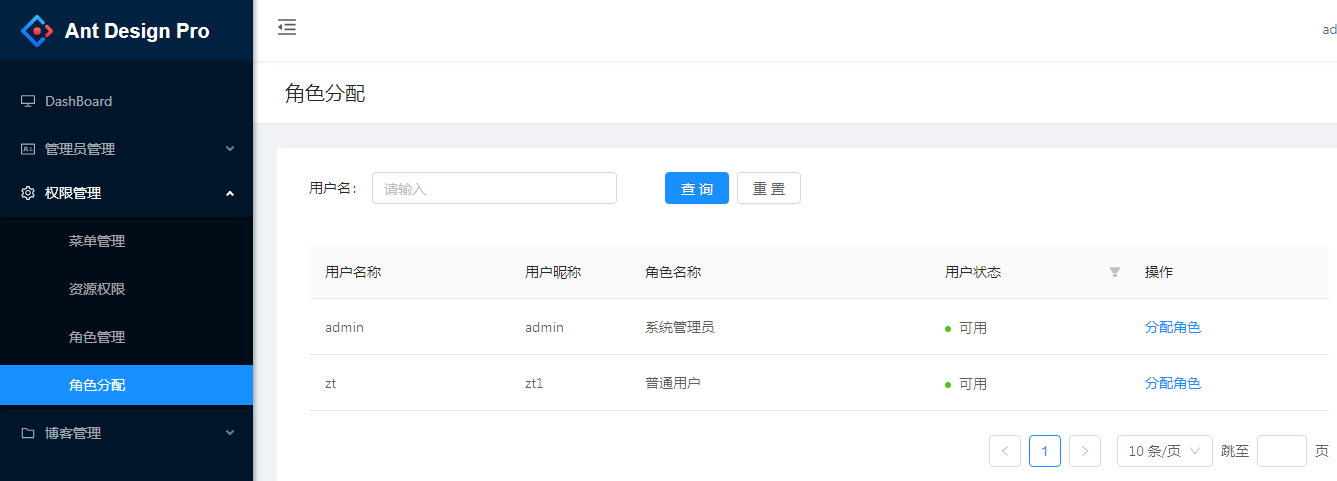 Ant Design Pro
ad
DashBoard
管理员管理
权限管理
菜单管理
资源权限
角色管理
角色分配
博客管理
角色分配
用户名： 请输入 查 询 重 置
用户名称 用户昵称 角色名称 用户状态 操作
admin admin 系统管理员 可用 分配角色
zt zt1 普通用户 可用 分配角色
1 10 条/页 跳至 页